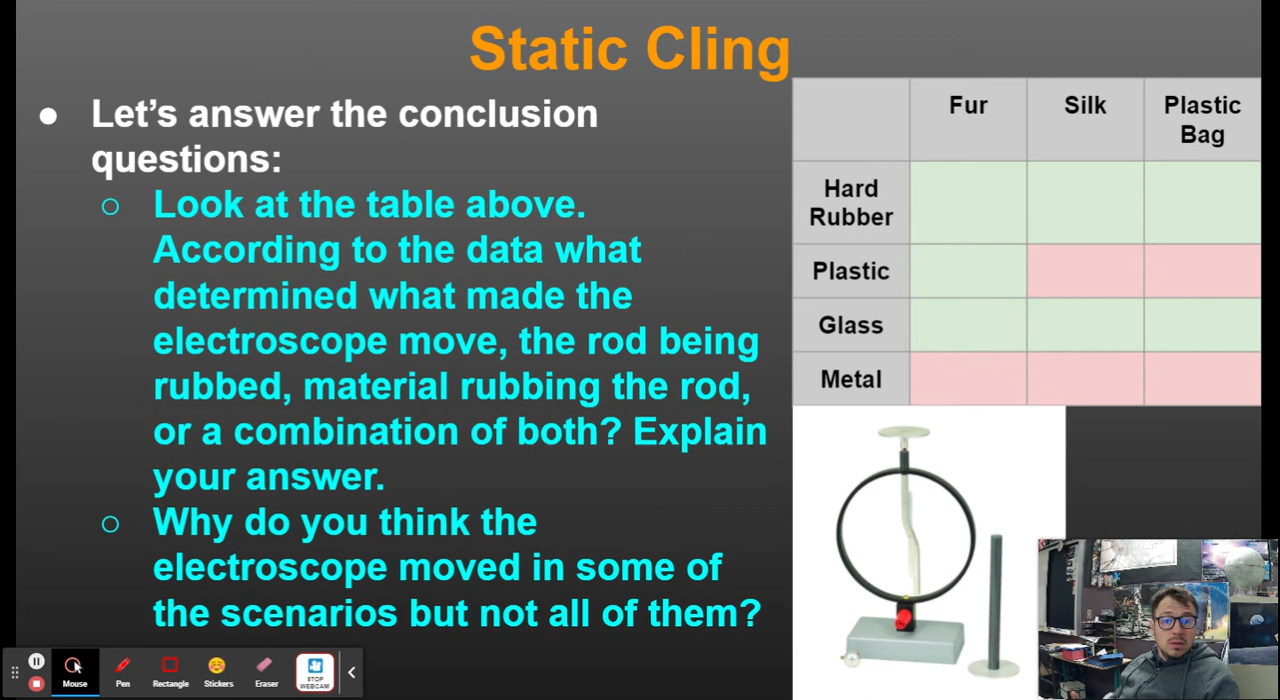 Static Cling
● Let’s answer the conclusion
questions:
○ Look at the table above.
According to the data what
determined what made the
electroscope move, the rod being
rubbed, material rubbing the rod,
or a combination of both? Explain
your answer.
○ Why do you think the
electroscope moved in some of
the scenarios but not all of them?
Fur Silk Plastic
Bag
Hard
Rubber
Plastic
Glass
Metal
Mouse Pen Rectangle Stickers Eraser STOP
WEBCAM